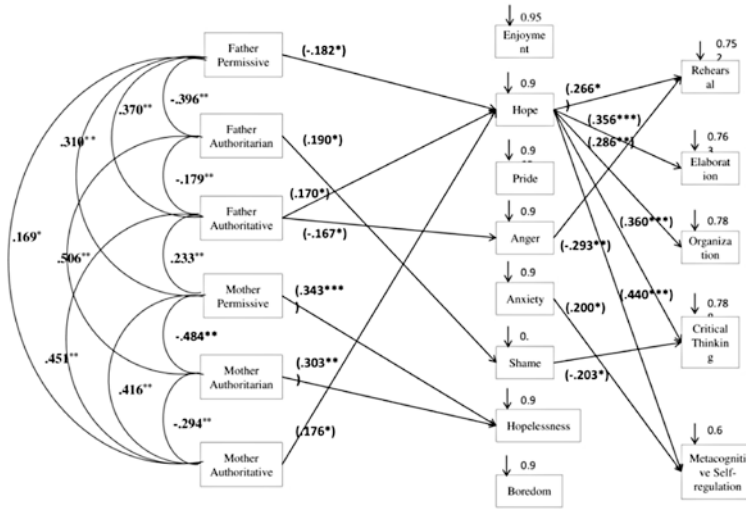 0.95
Enjoyme
nt
0.75
2
Father
Permissive
(-.182*)
0.9
Hope
(.266*
)
Rehear
sal
-.396**
.370**
.310**
(.356***)
(.286**)
0.763
Father
Authoritarian
(.190*)
0.9
Pride
Elaborat
ion
-.179**
(.170*)
0.9
Father
Authoritative
(-.167*)
Anger
(.360***)
0.78
Organiza
tion
.169*
.506**
.233**
(-.293**)
0.9
Mother
Permissive
(.343***
)
Anxiety
(.200*)
(.440***)
0.78
-.484**
0.
Critical
Thinkin
g
Mother
Authoritarian
(.303**
)
Shame
(-.203*)
.451**
.416**
0.9
-.294**
(.176*)
Hopelessness
0.6
Mother
Authoritative
0.9
Boredom
Metacogniti
ve Self-
regulation